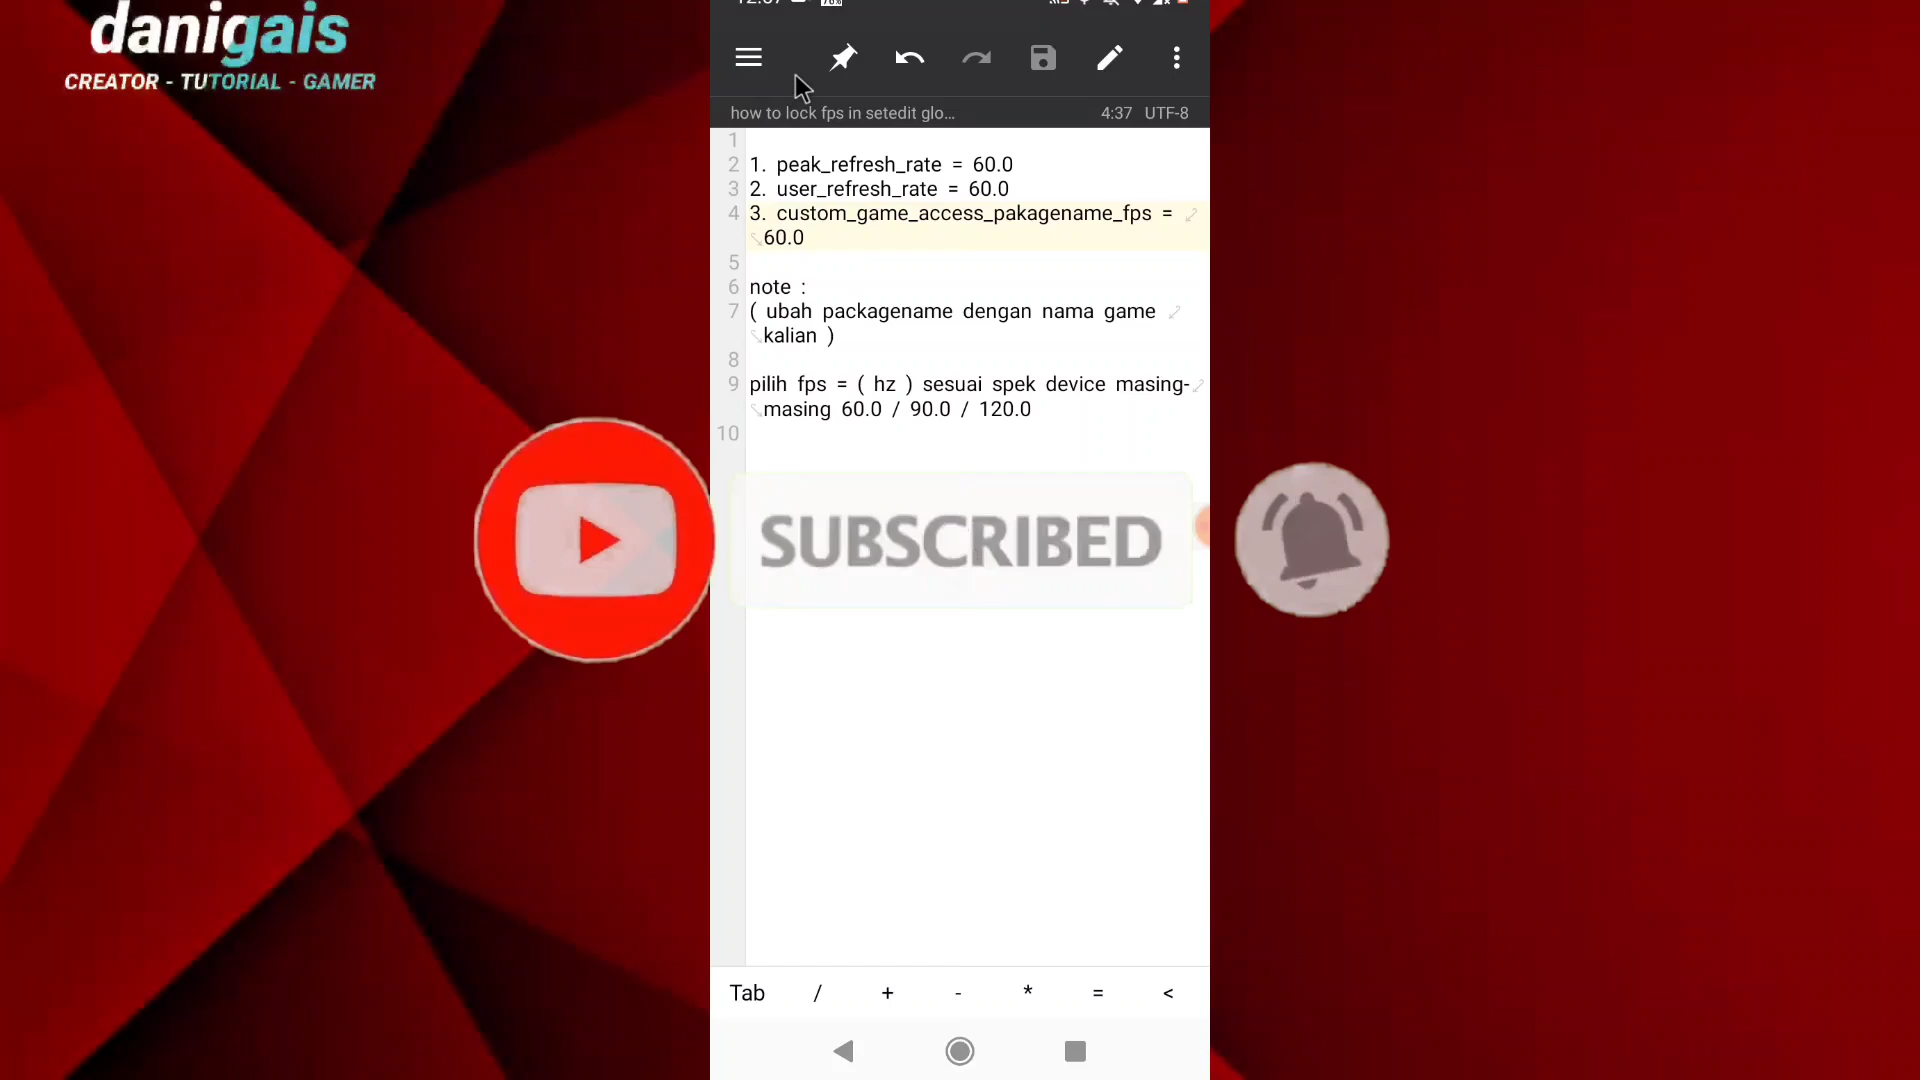 danigais
CREATOR - TUTORIAL - GAMER
how to lock fps in setedit glo...
4:37 UTF-8
1
2 1. peak_refresh_rate = 60.0
3 2. user_refresh_rate = 60.0
4 3. custom_game_access_pakagename_fps =
60.0
5
6 note :
7 ( ubah packagename dengan nama game
kalian )
8
9 pilih fps = ( hz ) sesuai spek device masing-
masing 60.0 / 90.0 / 120.0
10
SUBSCRIBED
Tab / + - * = <